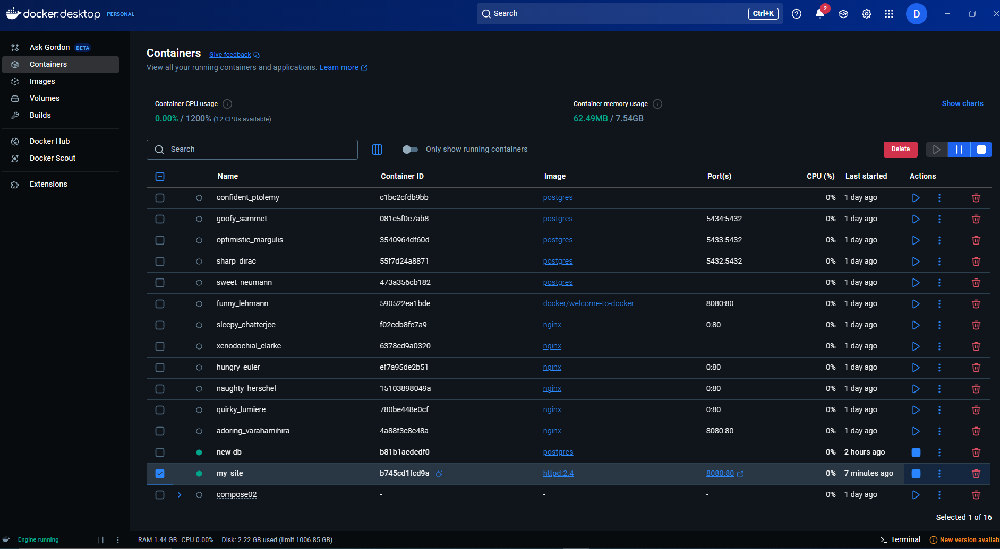 docker.desktop PERSONAL
Search Ctrl+K 2 D
Ask Gordon BETA
Containers
Images
Volumes
Builds
Docker Hub
Docker Scout
Extensions
Containers Give feedback
View all your running containers and applications. Learn more
Container CPU usage
0.00% / 1200% (12 CPUs available)
Container memory usage
62.49MB / 7.54GB
Show charts
Search Only show running containers Delete
Name Container ID Image Port(s) CPU (%) Last started Actions
confident_ptolemy c1bc2cfdb9bb postgres 0% 1 day ago
goofy_sammet 081c5f0c7ab8 postgres 5434:5432 0% 1 day ago
optimistic_margulis 3540964df60d postgres 5433:5432 0% 1 day ago
sharp_dirac 55f7d24a8871 postgres 5432:5432 0% 1 day ago
sweet_neumann 473a356cb182 postgres 0% 1 day ago
funny_lehmann 590522ea1bde docker/welcome-to-docker 8080:80 0% 1 day ago
sleepy_chatterjee f02cdb8fc7a9 nginx 0:80 0% 1 day ago
xenodochial_clarke 6378cd9a0320 nginx 0% 1 day ago
hungry_euler ef7a95de2b51 nginx 0:80 0% 1 day ago
naughty_herschel 15103898049a nginx 0:80 0% 1 day ago
quirky_lumiere 780be448e0cf nginx 0:80 0% 1 day ago
adoring_varahamihira 4a88f3c8c48a nginx 8080:80 0% 1 day ago
new-db b81b1aededf0 postgres 0% 2 hours ago
my_site b745cd1fcd9a httpd:2.4 8080:80 0% 7 minutes ago
compose02 - - - 0% 1 day ago
Selected 1 of 16
Engine running RAM 1.44 GB CPU 0.00% Disk: 2.22 GB used (limit 1006.85 GB) >_ Terminal New version availab